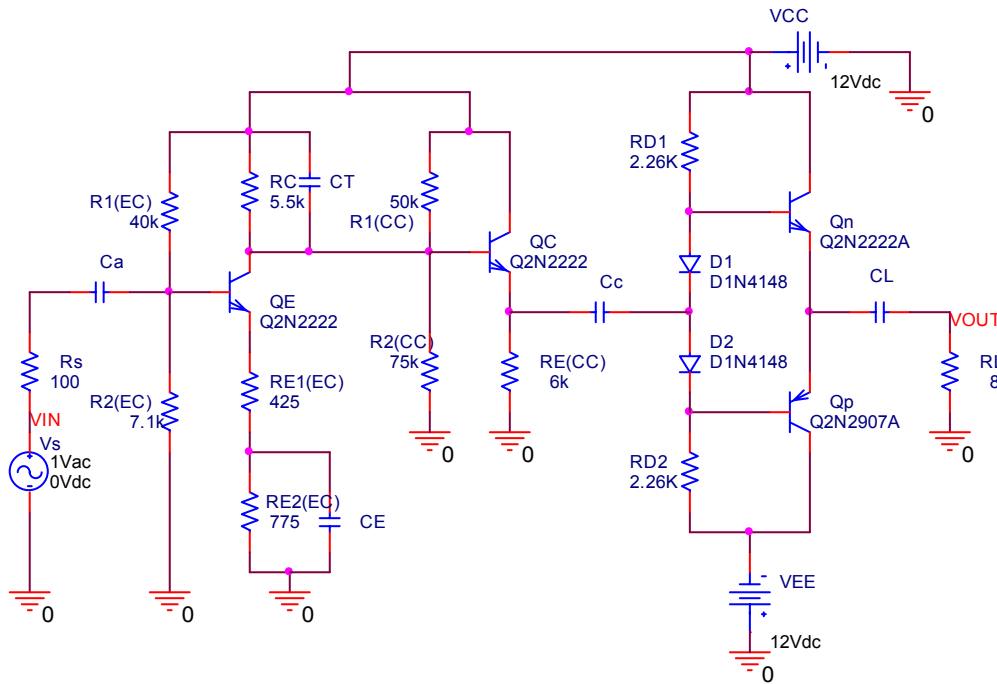 VCC
12Vdc
0
RD1
2.26K
RC
5.5k
CT
50k
R1(CC)
R1(EC)
40k
Qn
Q2N2222A
QC
Q2N2222
Ca
D1
D1N4148
QE
Q2N2222
Cc
CL
VOUT
D2
D1N4148
R2(CC)
75k
Rs
100
RE1(EC)
425
RE(CC)
6k
RL
8
R2(EC)
7.1k
VIN
Vs
1Vac
0Vdc
Qp
Q2N2907A
0
0
RD2
2.26K
RE2(EC)
775
CE
VEE
0
0
0
12Vdc
0